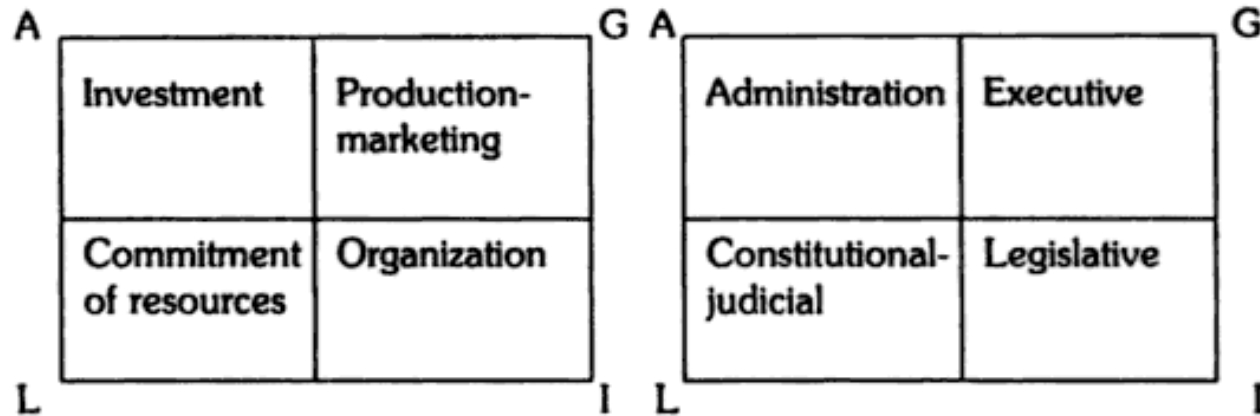 A G A G
Investment
Production-
marketing
Administration
Executive
Commitment
of resources
Organization
Constitutional-
judicial
Legislative
L I L I